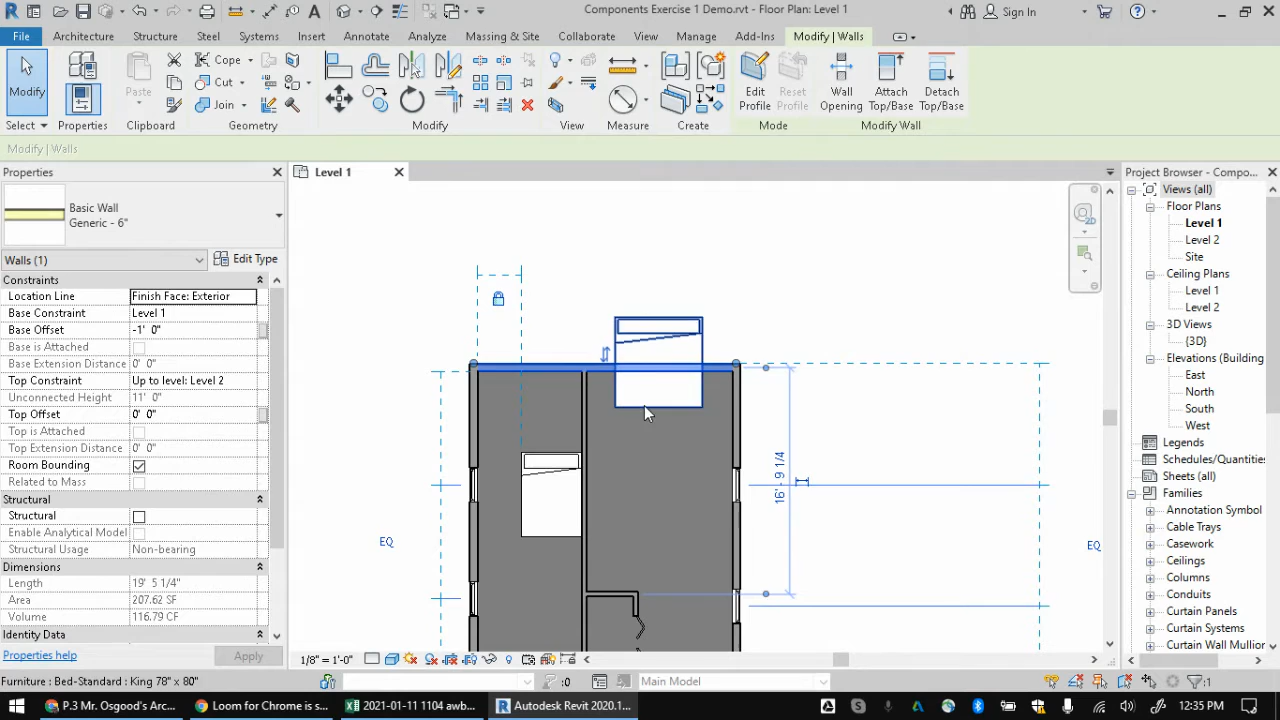 Components Exercise 1 Demo.rvt - Floor Plan: Level 1
Sign In
File
Architecture
Structure
Steel
Systems
Insert
Annotate
Analyze
Massing & Site
Collaborate
View
Manage
Add-Ins
Modify | Walls
Modify
Select
Properties
Paste
Clipboard
Cope
Cut
Join
Geometry
Modify
View
Measure
Create
Edit Profile
Reset Profile
Mode
Wall Opening
Attach Top/Base
Detach Top/Base
Modify Wall
Modify | Walls
Properties
Basic Wall
Generic - 6"
Walls (1)
Edit Type
Constraints
Location Line Finish Face: Exterior
Base Constraint Level 1
Base Offset -1' 0"
Base is Attached
Base Extension Distance 0' 0"
Top Constraint Up to level: Level 2
Unconnected Height 11' 0"
Top Offset 0' 0"
Top is Attached
Top Extension Distance 0' 0"
Room Bounding
Related to Mass
Structural
Structural
Enable Analytical Model
Structural Usage Non-bearing
Dimensions
Length 19' 5 1/4"
Area 207.62 SF
Volume 116.79 CF
Identity Data
Properties help
Apply
Level 1
2D
16' - 9 1/4
EQ
EQ
1/8" = 1'-0"
Project Browser - Compo...
Views (all)
Floor Plans
Level 1
Level 2
Site
Ceiling Plans
Level 1
Level 2
3D Views
{3D}
Elevations (Building
East
North
South
West
Legends
Schedules/Quantitie
Sheets (all)
Families
Annotation Symbol
Cable Trays
Casework
Ceilings
Columns
Conduits
Curtain Panels
Curtain Systems
Curtain Wall Mullior
Furniture : Bed-Standard : King 78" x 80"
:0
Main Model
:1
P.3 Mr. Osgood's Arc...
Loom for Chrome is s...
2021-01-11 1104 awb...
Autodesk Revit 2020.1...
12:35 PM